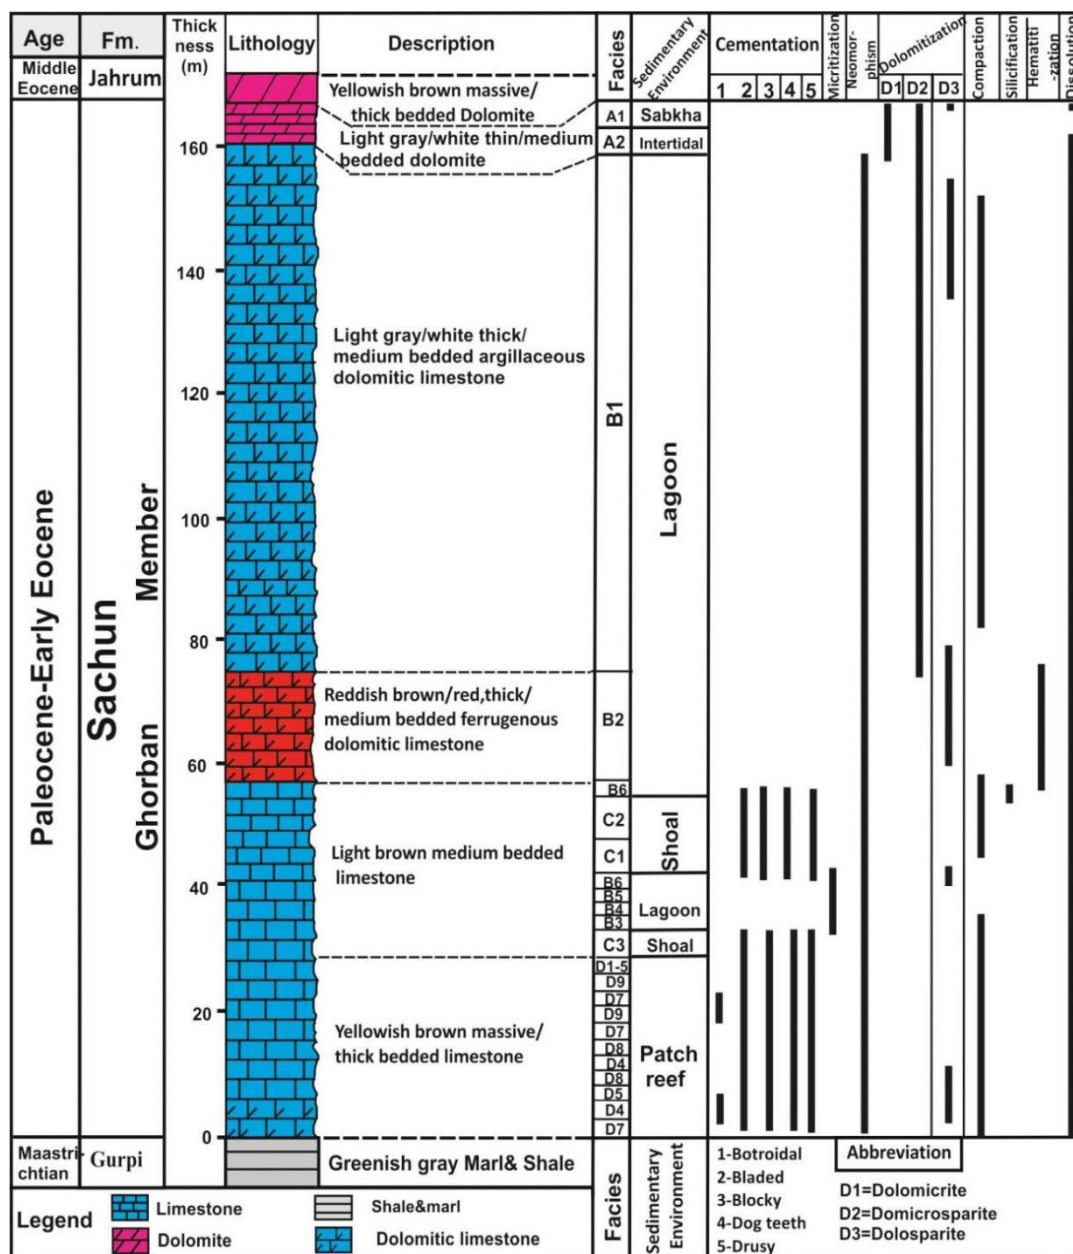 Age
Fm.
Thick
ness
(m)
Lithology
Description
Facies
Sedimentary
Environment
Cementation
1 2 3 4 5
Micritization
Neomor-
phism
Dolomitization
D1 D2 D3
Compaction
Silicification
Hematiti
-zation
Dissolution
Middle
Eocene
Jahrum
Paleocene-Early Eocene
Sachun
Ghorban Member
160
140
120
100
80
60
40
20
0
Yellowish brown massive/
thick bedded Dolomite
Light gray/white thin/medium
bedded dolomite
Light gray/white thick/
medium bedded argillaceous
dolomitic limestone
Reddish brown/red,thick/
medium bedded ferrugenous
dolomitic limestone
Light brown medium bedded
limestone
Yellowish brown massive/
thick bedded limestone
A1
A2
B1
B2
B6
C2
C1
B6
B5
B4
B3
C3
D1-5
D9
D7
D9
D7
D8
D4
D8
D5
D4
D7
Sabkha
Intertidal
Lagoon
Shoal
Lagoon
Shoal
Patch
reef
Maastri-
chtian
Gurpi
Greenish gray Marl& Shale
Facies
Sedimentary
Environment
1-Botroidal
2-Bladed
3-Blocky
4-Dog teeth
5-Drusy
Abbreviation
D1=Dolomicrite
D2=Domicrosparite
D3=Dolosparite
Legend
Limestone
Shale&marl
Dolomite
Dolomitic limestone